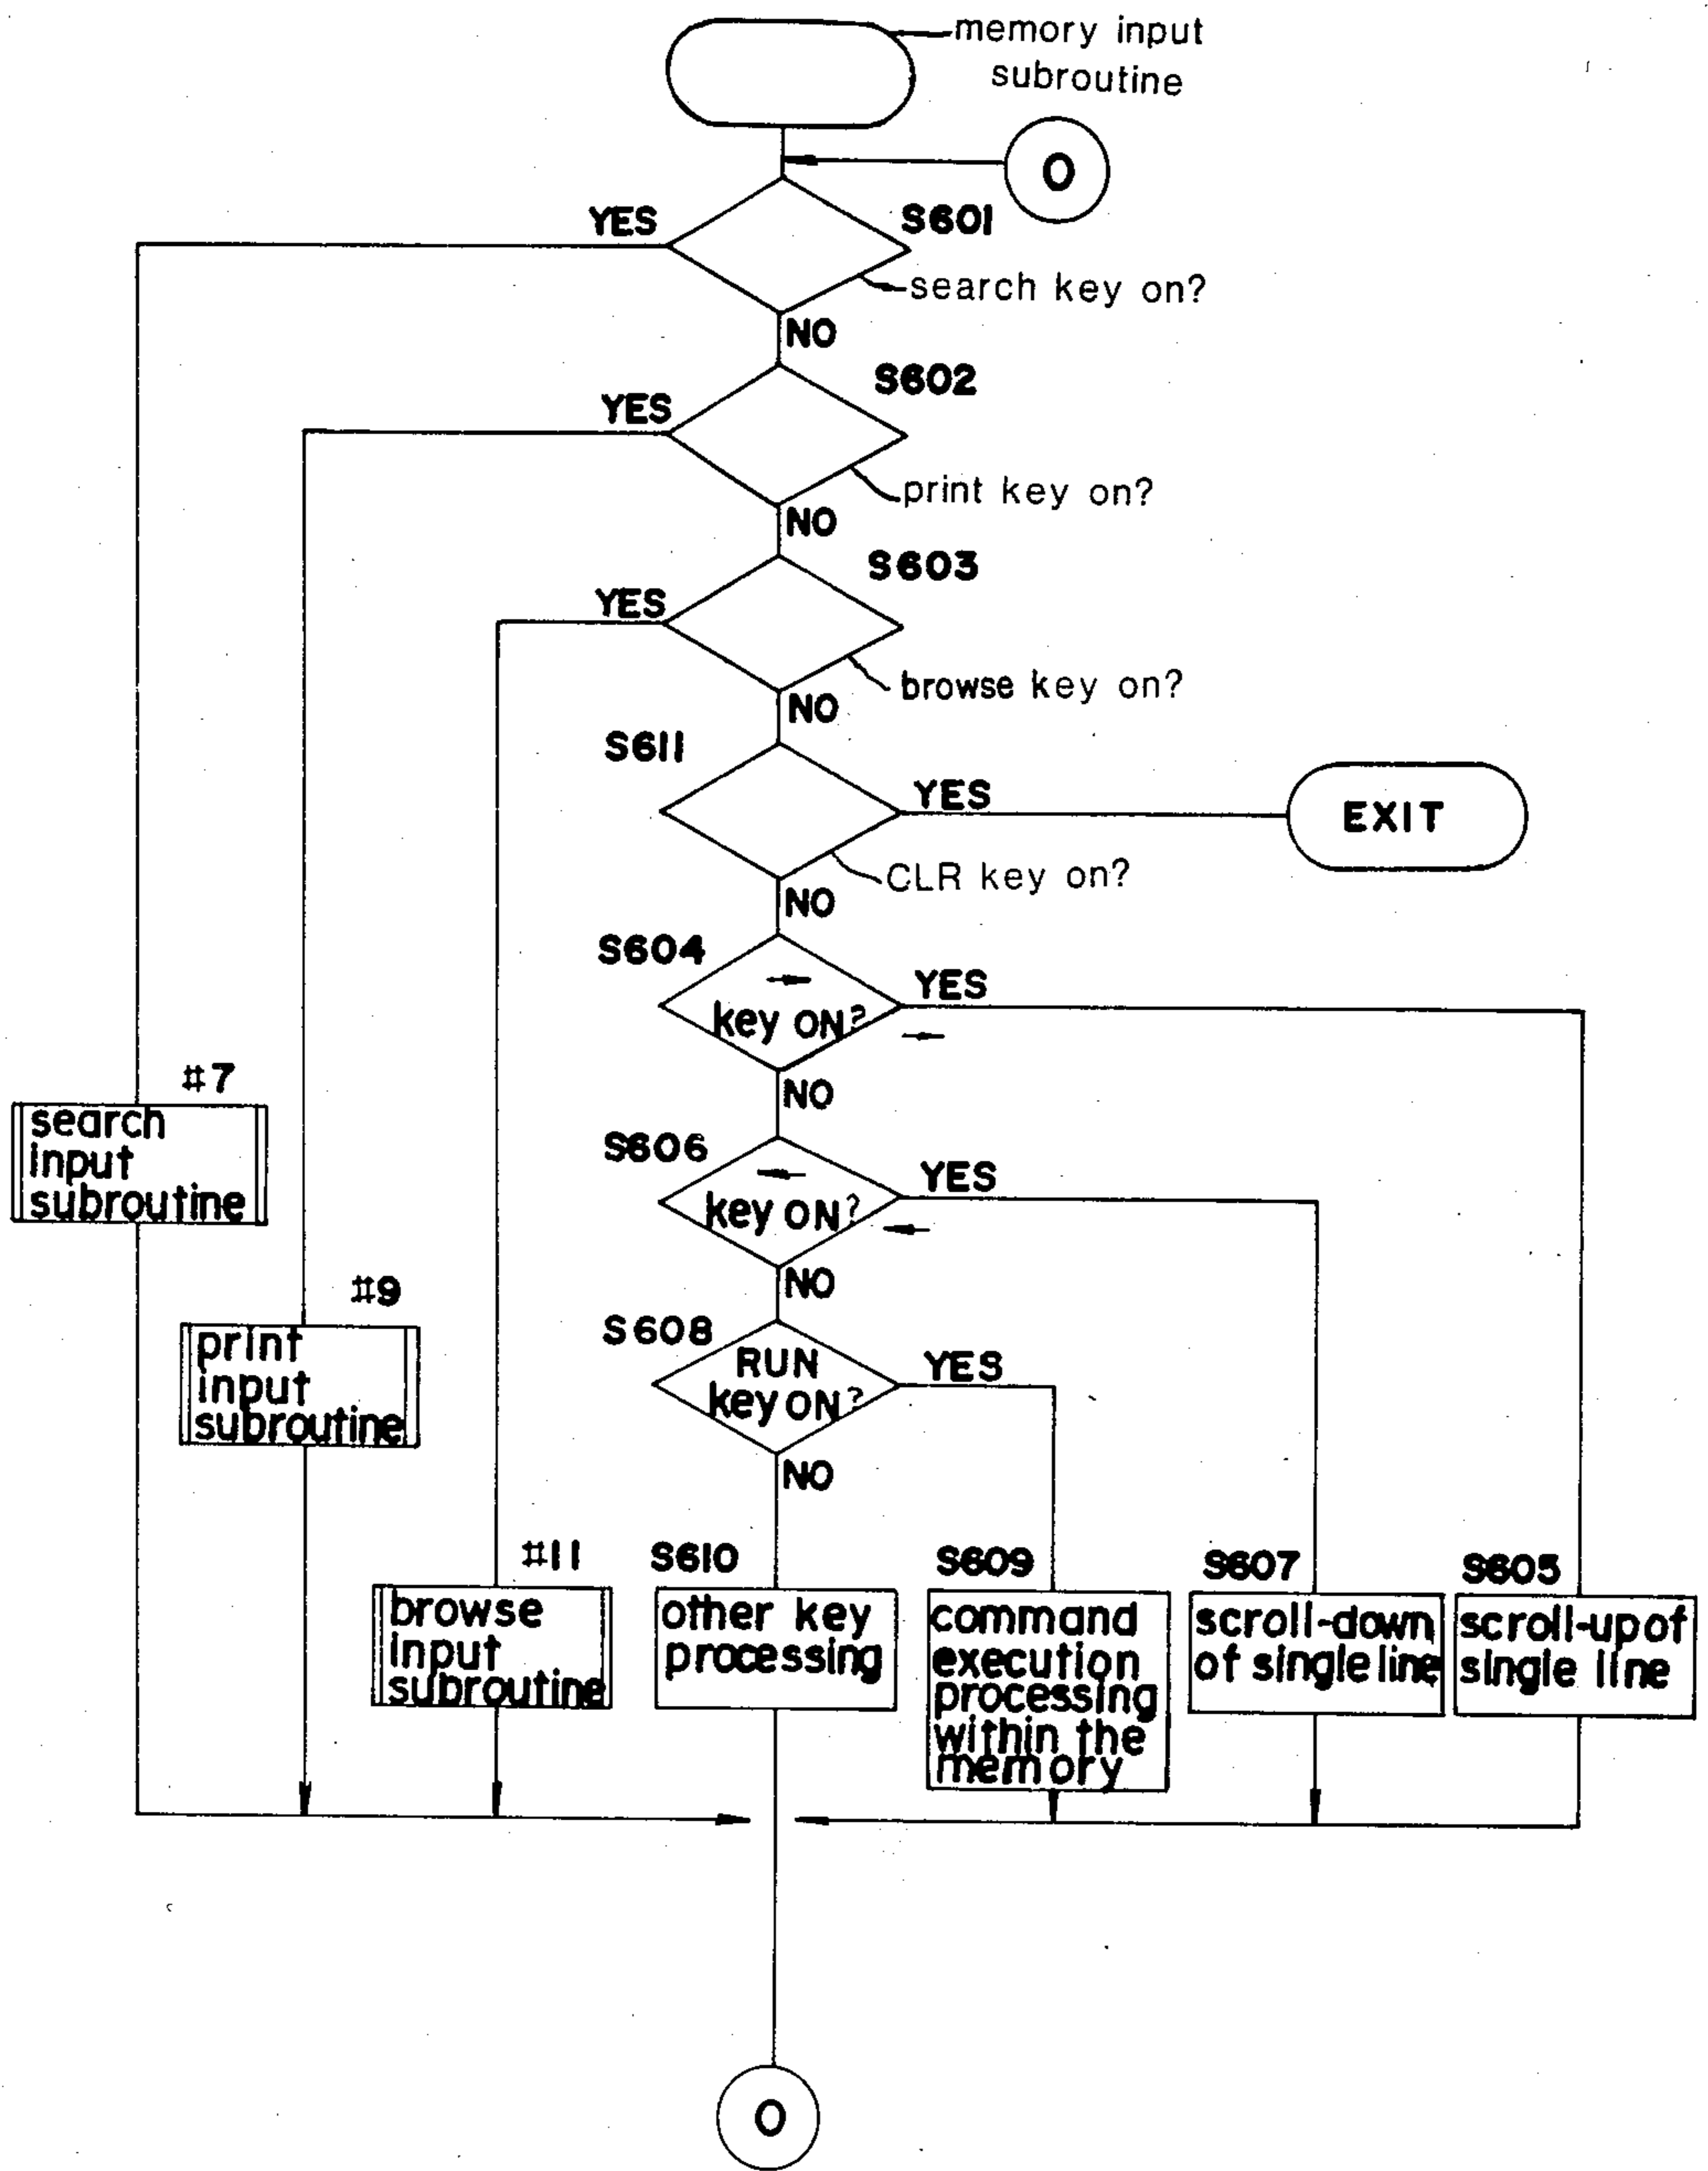 memory input
subroutine
O
YES
S601
search key on?
NO
S602
YES
print key on?
NO
S603
YES
browse key on?
NO
S611
YES
EXIT
CLR key on?
NO
S604
→
YES
key ON?
→
NO
#7
search
input
subroutine
S606
←
YES
key ON?
←
NO
#9
print
input
subroutine
S608
RUN
YES
key ON?
NO
#11
browse
input
subroutine
S610
other key
processing
S609
command
execution
processing
within the
memory
S607
scroll-down
of single line
S605
scroll-up of
single line
O